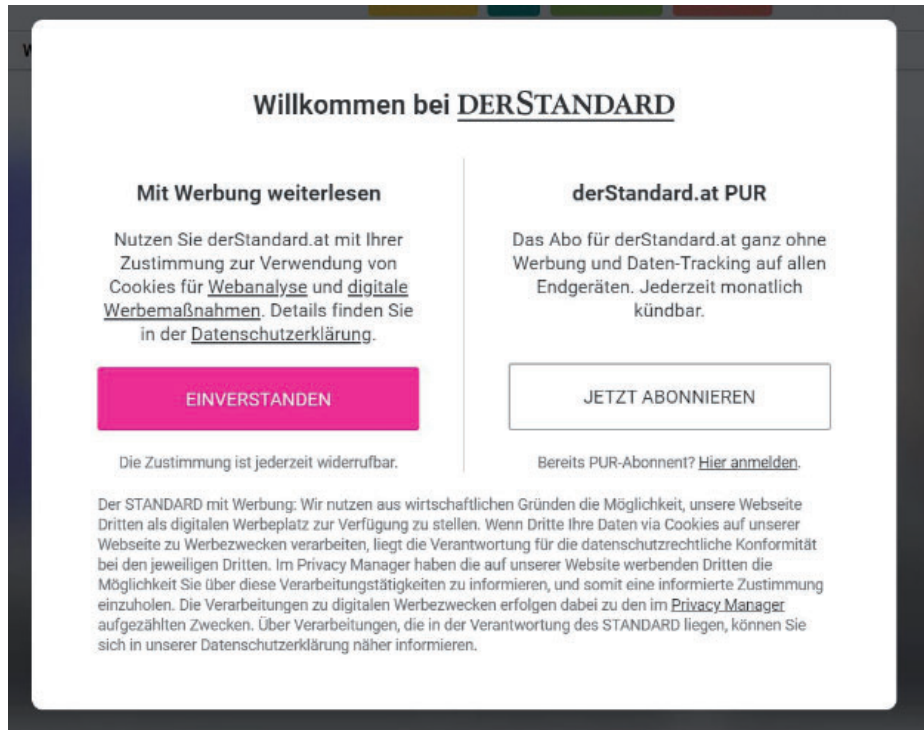 W
Willkommen bei DERSTANDARD
Mit Werbung weiterlesen
Nutzen Sie derStandard.at mit Ihrer
Zustimmung zur Verwendung von
Cookies für Webanalyse und digitale
Werbemaßnahmen. Details finden Sie
in der Datenschutzerklärung.
EINVERSTANDEN
Die Zustimmung ist jederzeit widerrufbar.
derStandard.at PUR
Das Abo für derStandard.at ganz ohne
Werbung und Daten-Tracking auf allen
Endgeräten. Jederzeit monatlich
kündbar.
JETZT ABONNIEREN
Bereits PUR-Abonnent? Hier anmelden.
Der STANDARD mit Werbung: Wir nutzen aus wirtschaftlichen Gründen die Möglichkeit, unsere Webseite
Dritten als digitalen Werbeplatz zur Verfügung zu stellen. Wenn Dritte Ihre Daten via Cookies auf unserer
Webseite zu Werbezwecken verarbeiten, liegt die Verantwortung für die datenschutzrechtliche Konformität
bei den jeweiligen Dritten. Im Privacy Manager haben die auf unserer Website werbenden Dritten die
Möglichkeit Sie über diese Verarbeitungstätigkeiten zu informieren, und somit eine informierte Zustimmung
einzuholen. Die Verarbeitungen zu digitalen Werbezwecken erfolgen dabei zu den im Privacy Manager
aufgezählten Zwecken. Über Verarbeitungen, die in der Verantwortung des STANDARD liegen, können Sie
sich in unserer Datenschutzerklärung näher informieren.